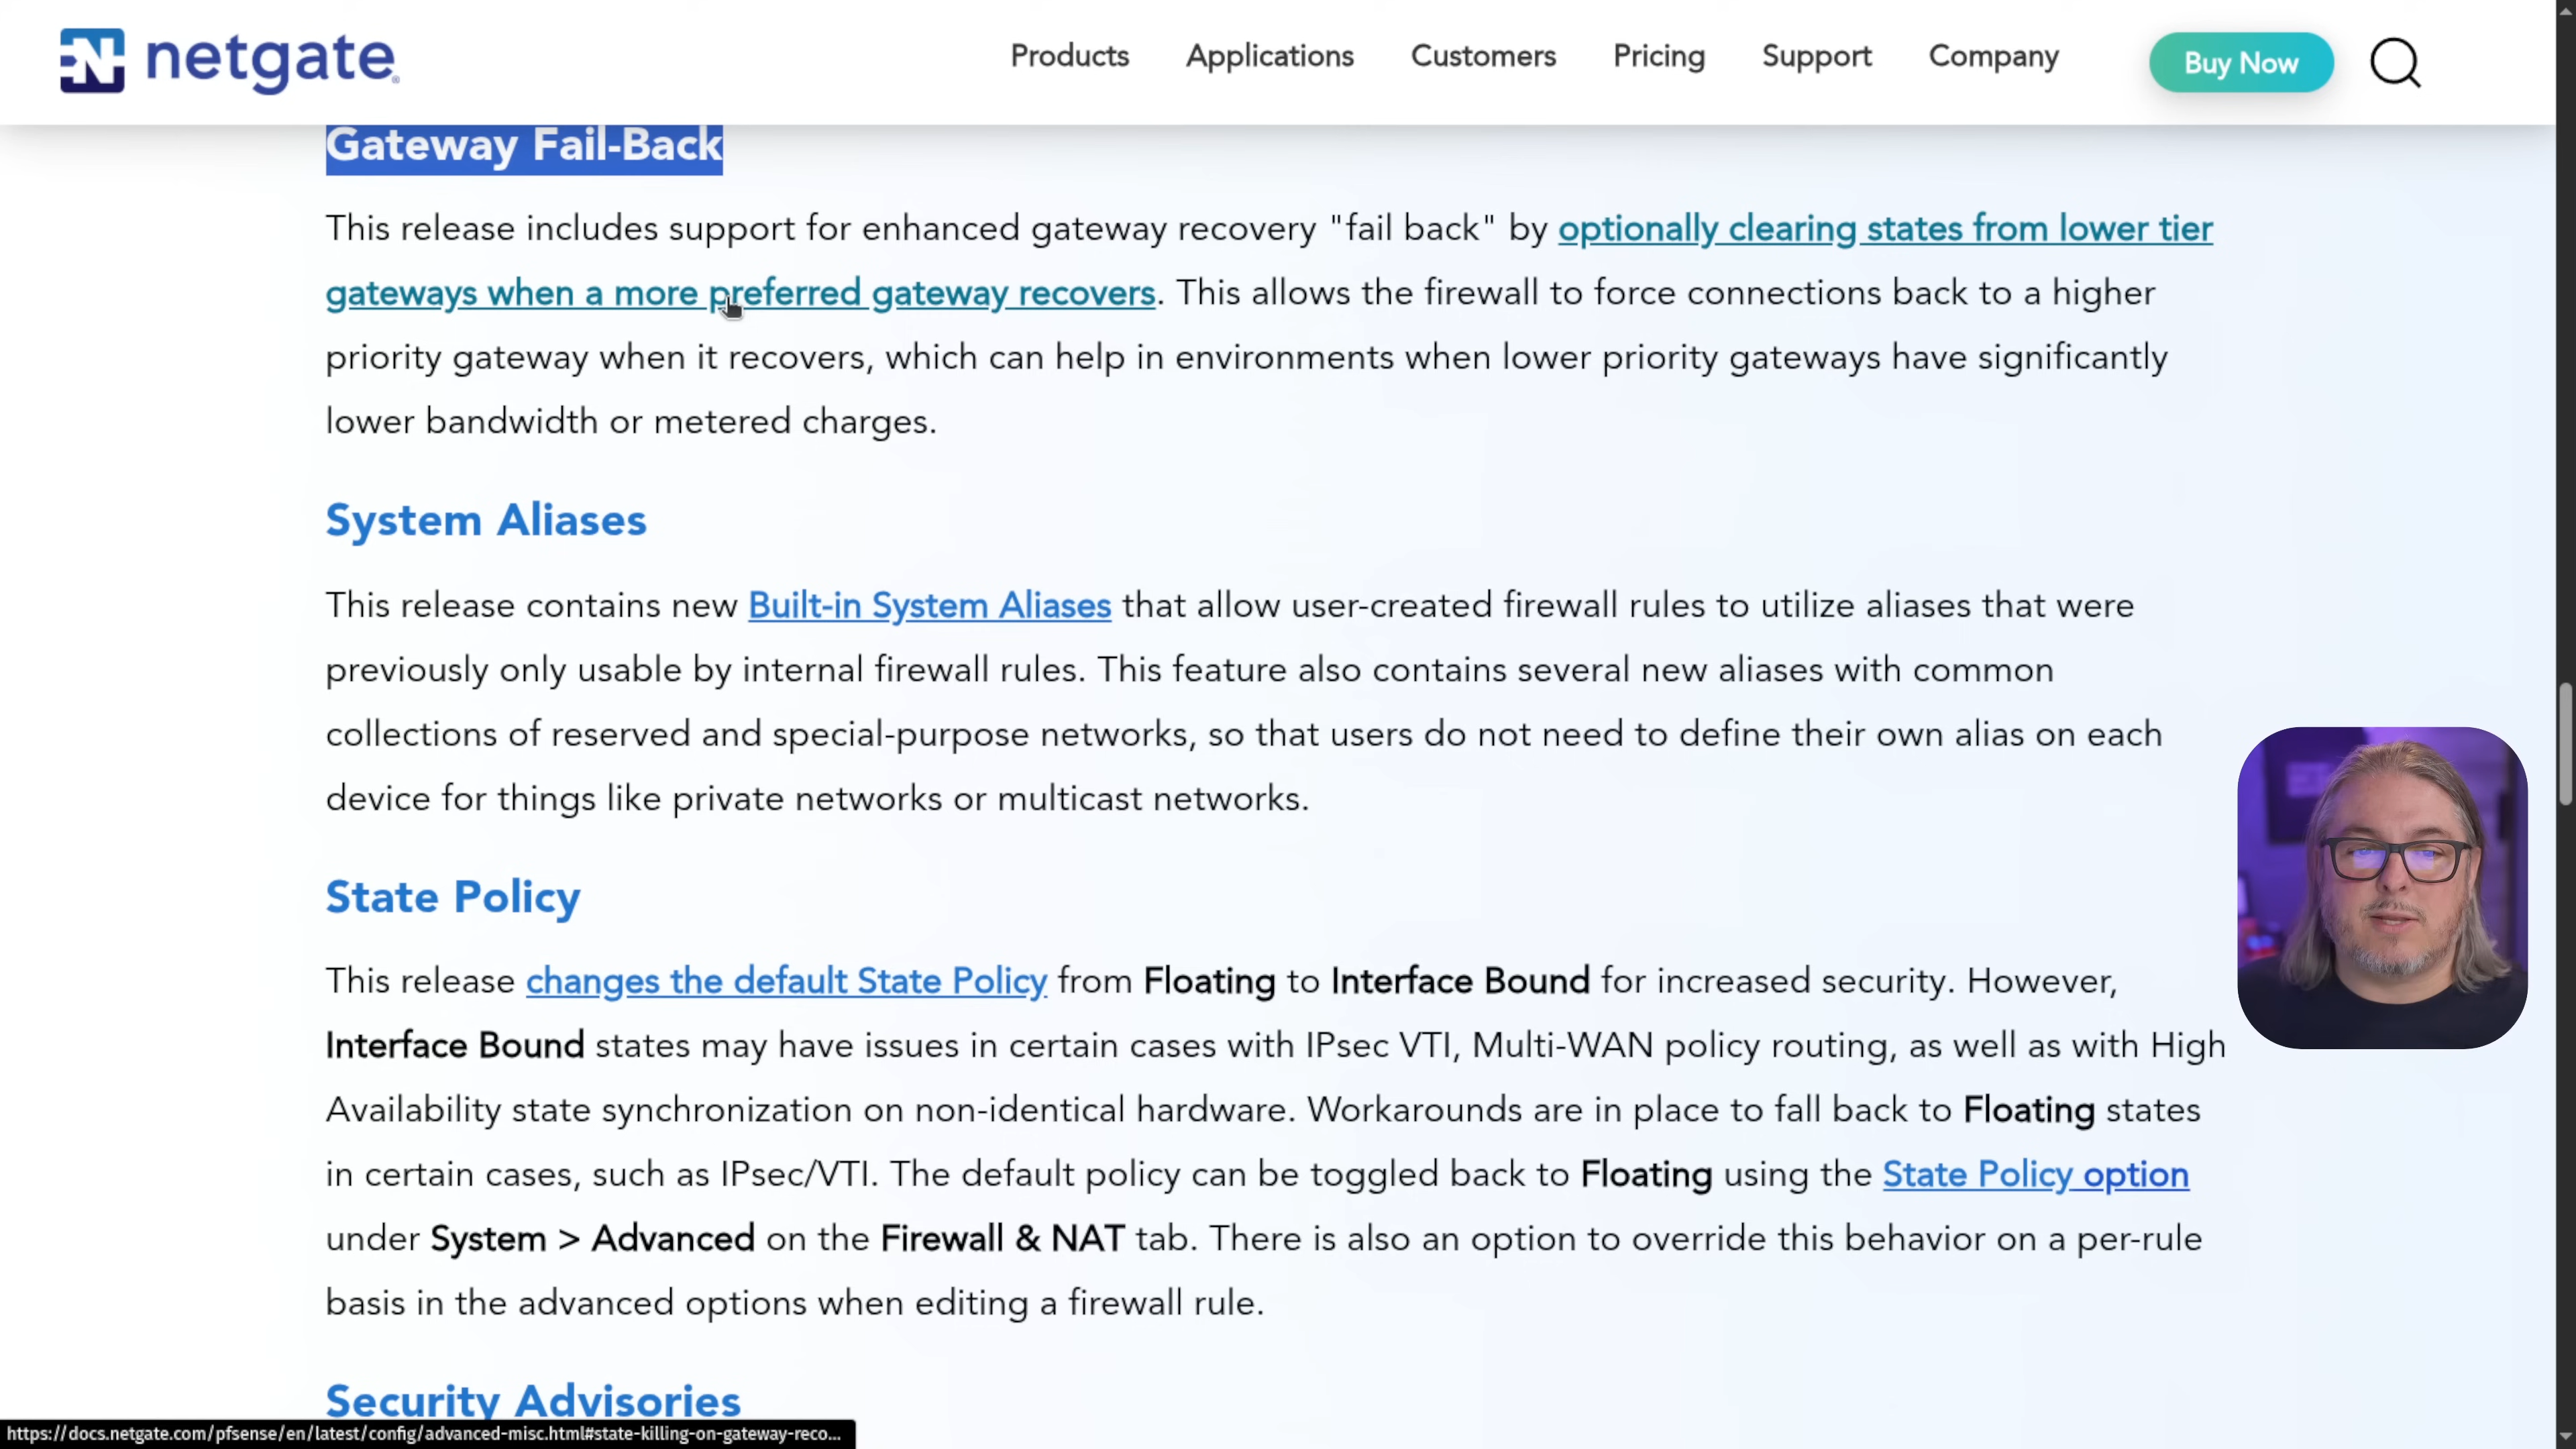 netgate
Products Applications Customers Pricing Support Company Buy Now
Gateway Fail-Back
This release includes support for enhanced gateway recovery "fail back" by optionally clearing states from lower tier
gateways when a more preferred gateway recovers. This allows the firewall to force connections back to a higher
priority gateway when it recovers, which can help in environments when lower priority gateways have significantly
lower bandwidth or metered charges.
System Aliases
This release contains new Built-in System Aliases that allow user-created firewall rules to utilize aliases that were
previously only usable by internal firewall rules. This feature also contains several new aliases with common
collections of reserved and special-purpose networks, so that users do not need to define their own alias on each
device for things like private networks or multicast networks.
State Policy
This release changes the default State Policy from Floating to Interface Bound for increased security. However,
Interface Bound states may have issues in certain cases with IPsec VTI, Multi-WAN policy routing, as well as with High
Availability state synchronization on non-identical hardware. Workarounds are in place to fall back to Floating states
in certain cases, such as IPsec/VTI. The default policy can be toggled back to Floating using the State Policy option
under System > Advanced on the Firewall & NAT tab. There is also an option to override this behavior on a per-rule
basis in the advanced options when editing a firewall rule.
Security Advisories
https://docs.netgate.com/pfsense/en/latest/config/advanced-misc.html#state-killing-on-gateway-reco...